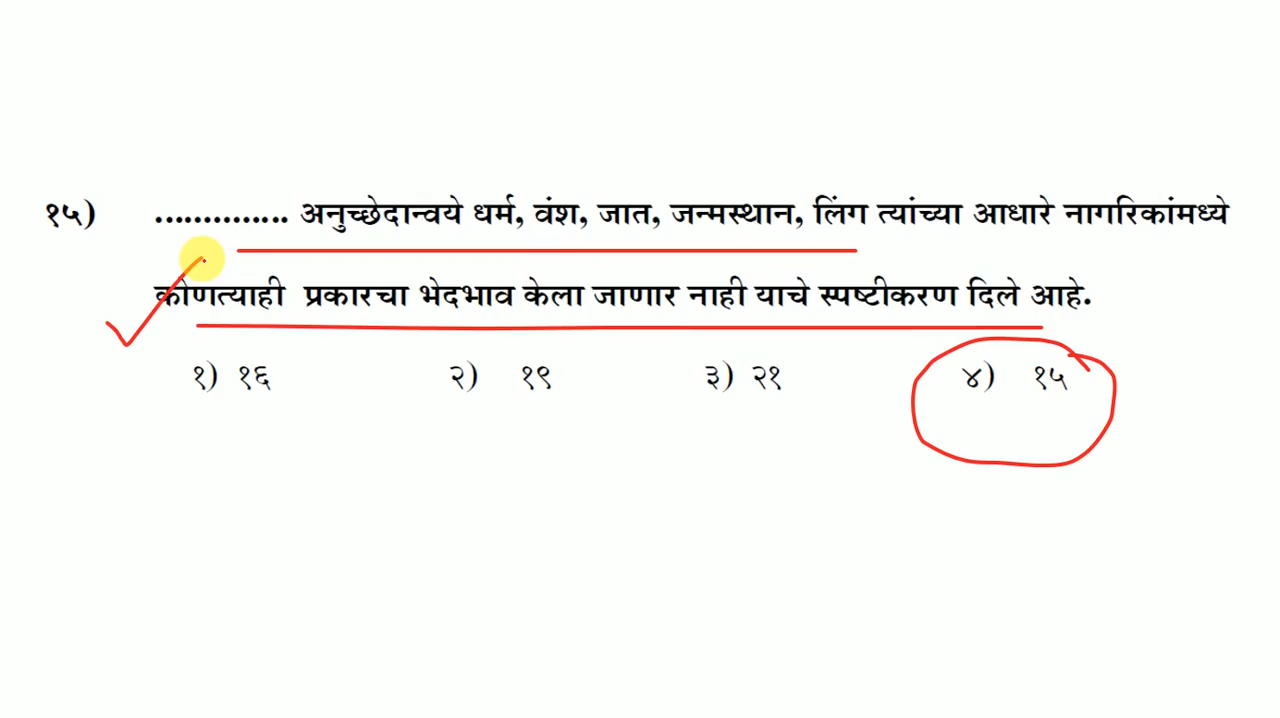 १५) .............. अनुच्छेदान्वये धर्म, वंश, जात, जन्मस्थान, लिंग त्यांच्या आधारे नागरिकांमध्ये
कोणत्याही प्रकारचा भेदभाव केला जाणार नाही याचे स्पष्टीकरण दिले आहे.
१) १६ २) १९ ३) २१ ४) १५